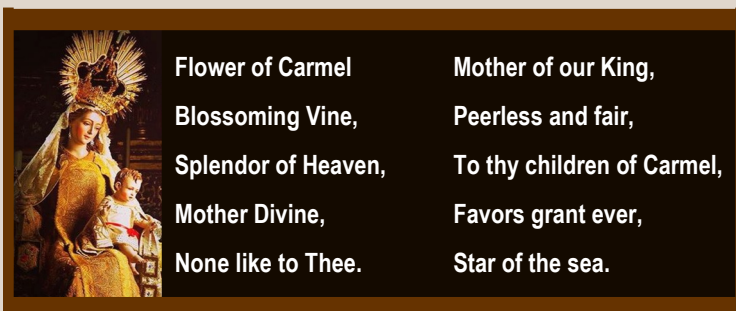 Flower of Carmel
Blossoming Vine,
Splendor of Heaven,
Mother Divine,
None like to Thee.
Mother of our King,
Peerless and fair,
To thy children of Carmel,
Favors grant ever,
Star of the sea.